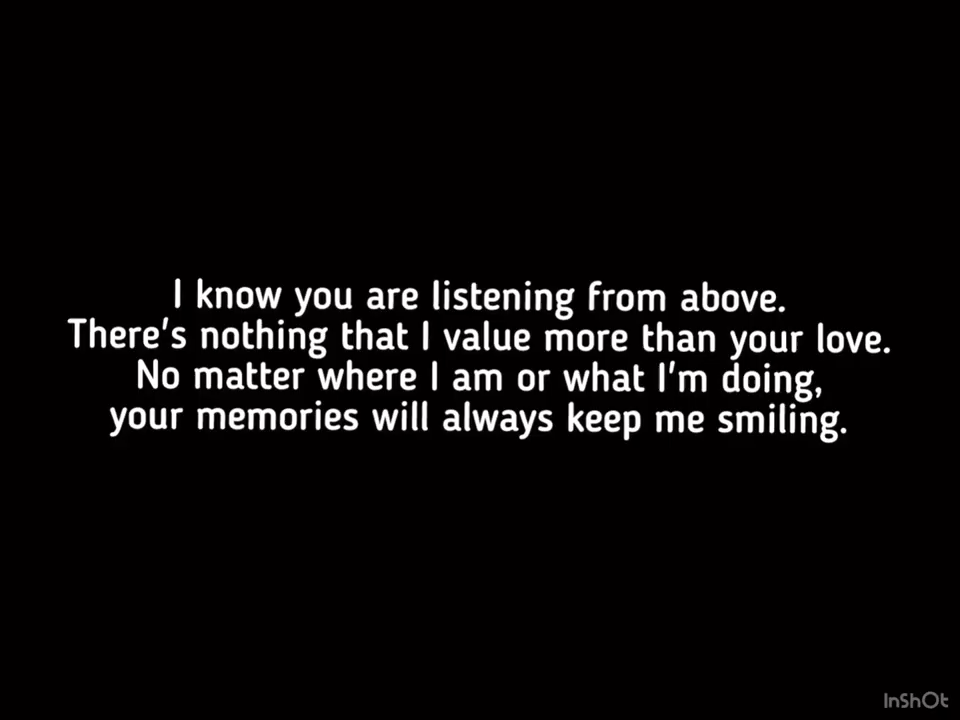 I know you are listening from above.
There's nothing that I value more than your love.
No matter where I am or what I'm doing,
your memories will always keep me smiling.
InShOt